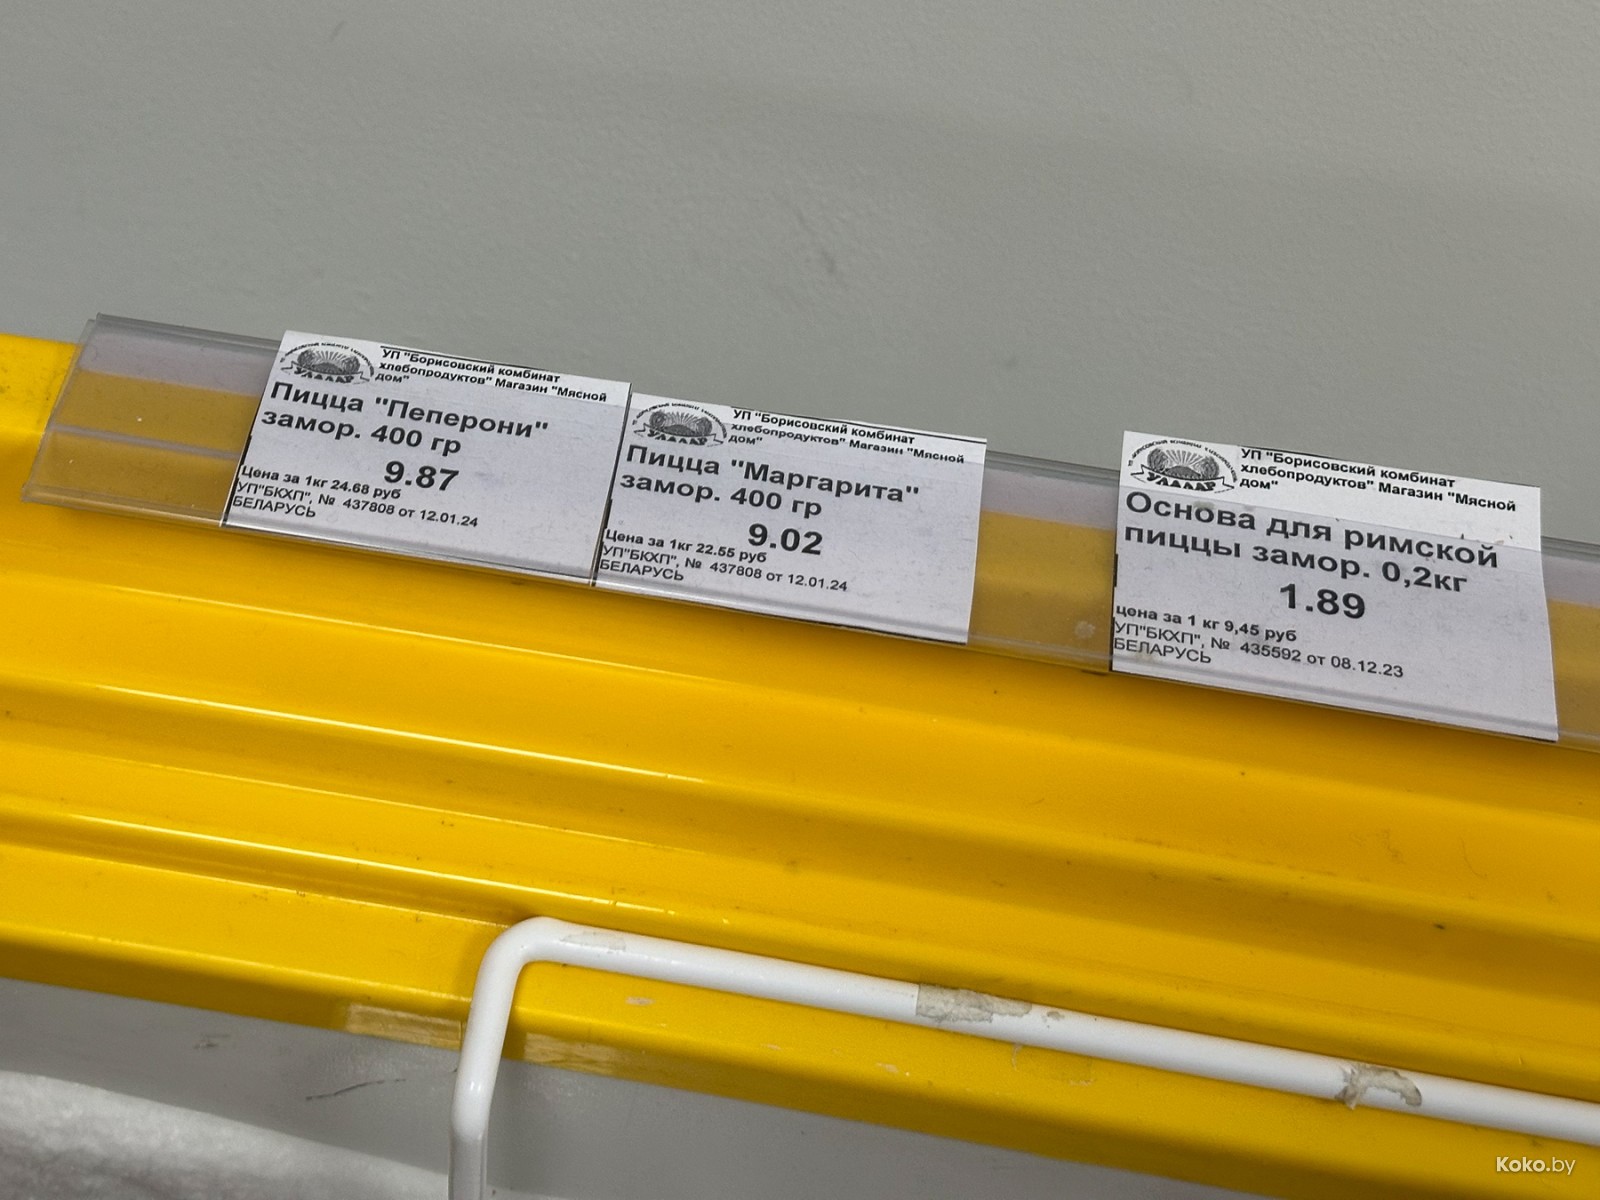 УП "Борисовский комбинат
хлебопродуктов" Магазин "Мясной
дом"
Пицца "Пеперони"
замор. 400 гр
9.87
Цена за 1кг 24.68 руб
УП"БКХП", № 437808 от 12.01.24
БЕЛАРУСЬ
УП "Борисовский комбинат
хлебопродуктов" Магазин "Мясной
дом"
Пицца "Маргарита"
замор. 400 гр
9.02
Цена за 1кг 22.55 руб
УП"БКХП", № 437808 от 12.01.24
БЕЛАРУСЬ
УП "Борисовский комбинат
хлебопродуктов" Магазин "Мясной
дом"
Основа для римской
пиццы замор. 0,2кг
1.89
цена за 1 кг 9,45 руб
УП"БКХП", № 435592 от 08.12.23
БЕЛАРУСЬ
Koko.by